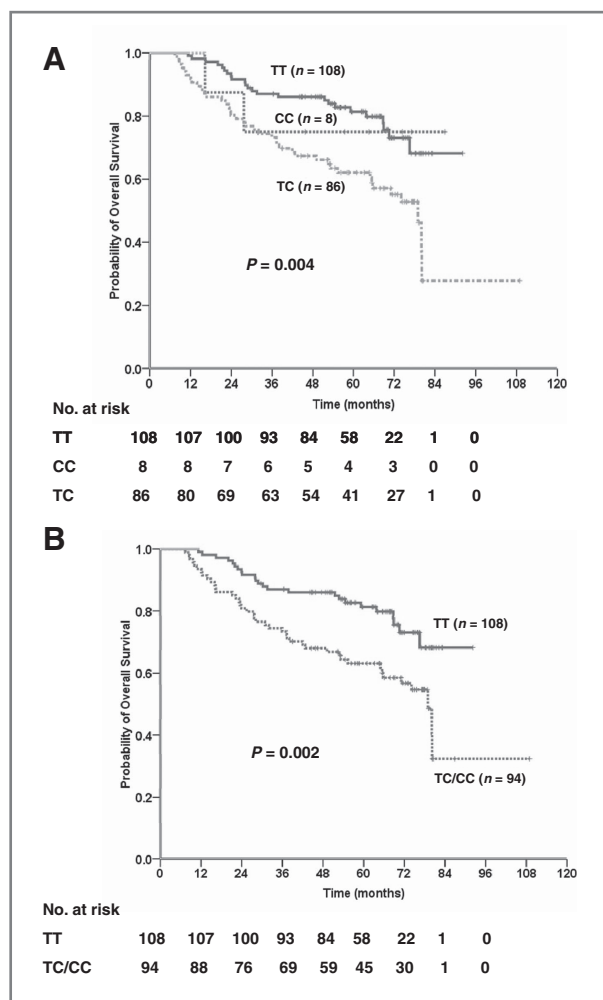 A
1.0
0.8
0.6
0.4
0.2
0.0
Probability of Overall Survival
TT (n = 108)
CC (n = 8)
TC (n = 86)
P = 0.004
0 12 24 36 48 60 72 84 96 108 120
Time (months)
No. at risk
TT 108 107 100 93 84 58 22 1 0
CC 8 8 7 6 5 4 3 0 0
TC 86 80 69 63 54 41 27 1 0
B
1.0
0.8
0.6
0.4
0.2
0.0
Probability of Overall Survival
TT (n = 108)
P = 0.002
TC/CC (n = 94)
0 12 24 36 48 60 72 84 96 108 120
Time (months)
No. at risk
TT 108 107 100 93 84 58 22 1 0
TC/CC 94 88 76 69 59 45 30 1 0